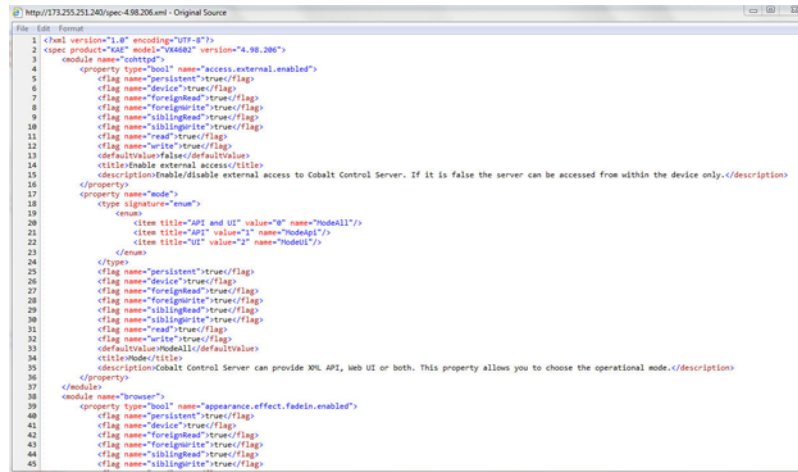 http://173.255.251.240/spec-4.98.206.xml - Original Source
File Edit Format
1 <?xml version="1.0" encoding="UTF-8"?>
2 <spec product="KAE" model="VX4602" version="4.98.206">
3 <module name="cohttpd">
4 <property type="bool" name="access.external.enabled">
5 <flag name="persistent">true</flag>
6 <flag name="device">true</flag>
7 <flag name="foreignRead">true</flag>
8 <flag name="foreignWrite">true</flag>
9 <flag name="siblingRead">true</flag>
10 <flag name="siblingWrite">true</flag>
11 <flag name="read">true</flag>
12 <flag name="write">true</flag>
13 <defaultValue>false</defaultValue>
14 <title>Enable external access</title>
15 <description>Enable/disable external access to Cobalt Control Server. If it is false the server can be accessed from within the device only.</description>
16 </property>
17 <property name="mode">
18 <type signature="enum">
19 <enum>
20 <item title="API and UI" value="0" name="ModeAll"/>
21 <item title="API" value="1" name="ModeApi"/>
22 <item title="UI" value="2" name="ModeUi"/>
23 </enum>
24 </type>
25 <flag name="persistent">true</flag>
26 <flag name="device">true</flag>
27 <flag name="foreignRead">true</flag>
28 <flag name="foreignWrite">true</flag>
29 <flag name="siblingRead">true</flag>
30 <flag name="siblingWrite">true</flag>
31 <flag name="read">true</flag>
32 <flag name="write">true</flag>
33 <defaultValue>ModeAll</defaultValue>
34 <title>Mode</title>
35 <description>Cobalt Control Server can provide XML API, Web UI or both. This property allows you to choose the operational mode.</description>
36 </property>
37 </module>
38 <module name="browser">
39 <property type="bool" name="appearance.effect.fadein.enabled">
40 <flag name="persistent">true</flag>
41 <flag name="device">true</flag>
42 <flag name="foreignRead">true</flag>
43 <flag name="foreignWrite">true</flag>
44 <flag name="siblingRead">true</flag>
45 <flag name="siblingWrite">true</flag>